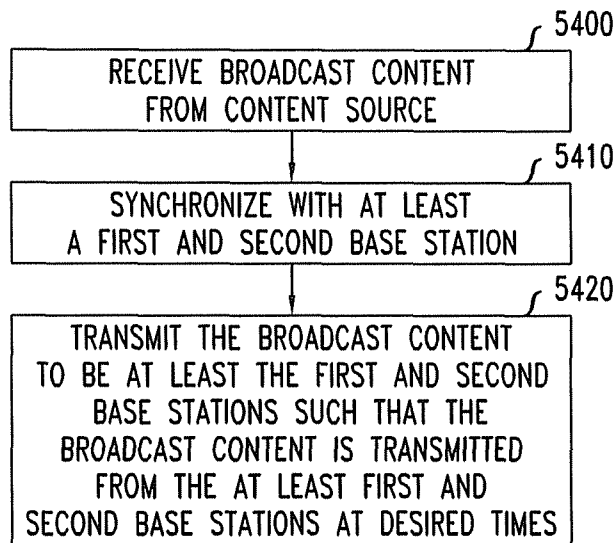 5400
RECEIVE BROADCAST CONTENT
FROM CONTENT SOURCE
5410
SYNCHRONIZE WITH AT LEAST
A FIRST AND SECOND BASE STATION
5420
TRANSMIT THE BROADCAST CONTENT
TO BE AT LEAST THE FIRST AND SECOND
BASE STATIONS SUCH THAT THE
BROADCAST CONTENT IS TRANSMITTED
FROM THE AT LEAST FIRST AND
SECOND BASE STATIONS AT DESIRED TIMES